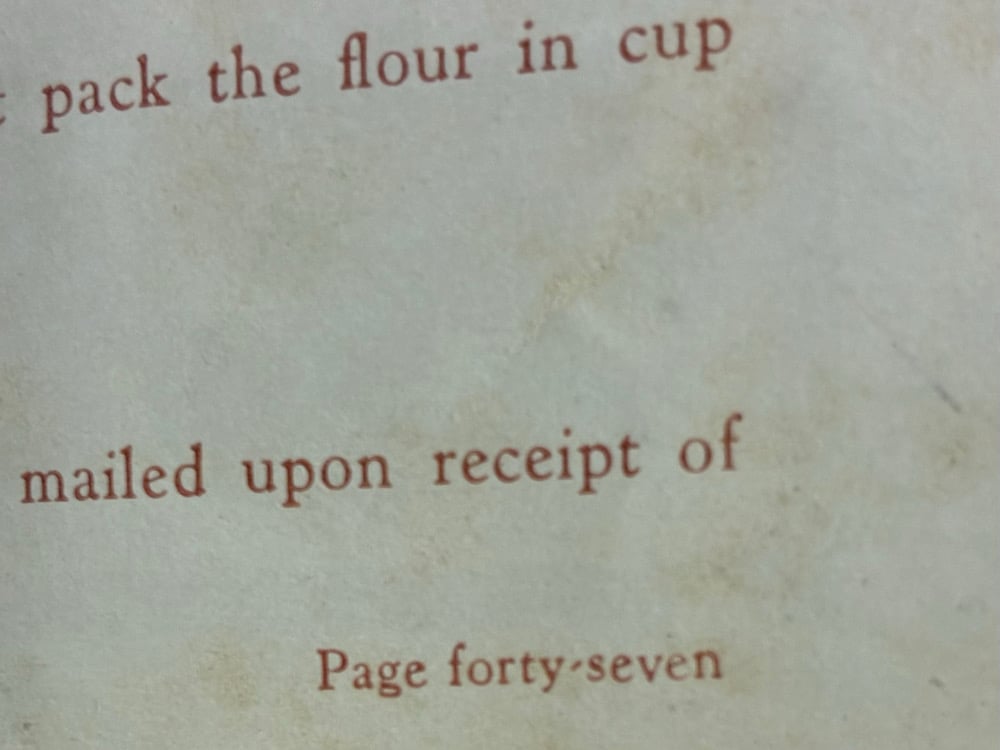 pack the flour in cup
mailed upon receipt of
Page forty-seven